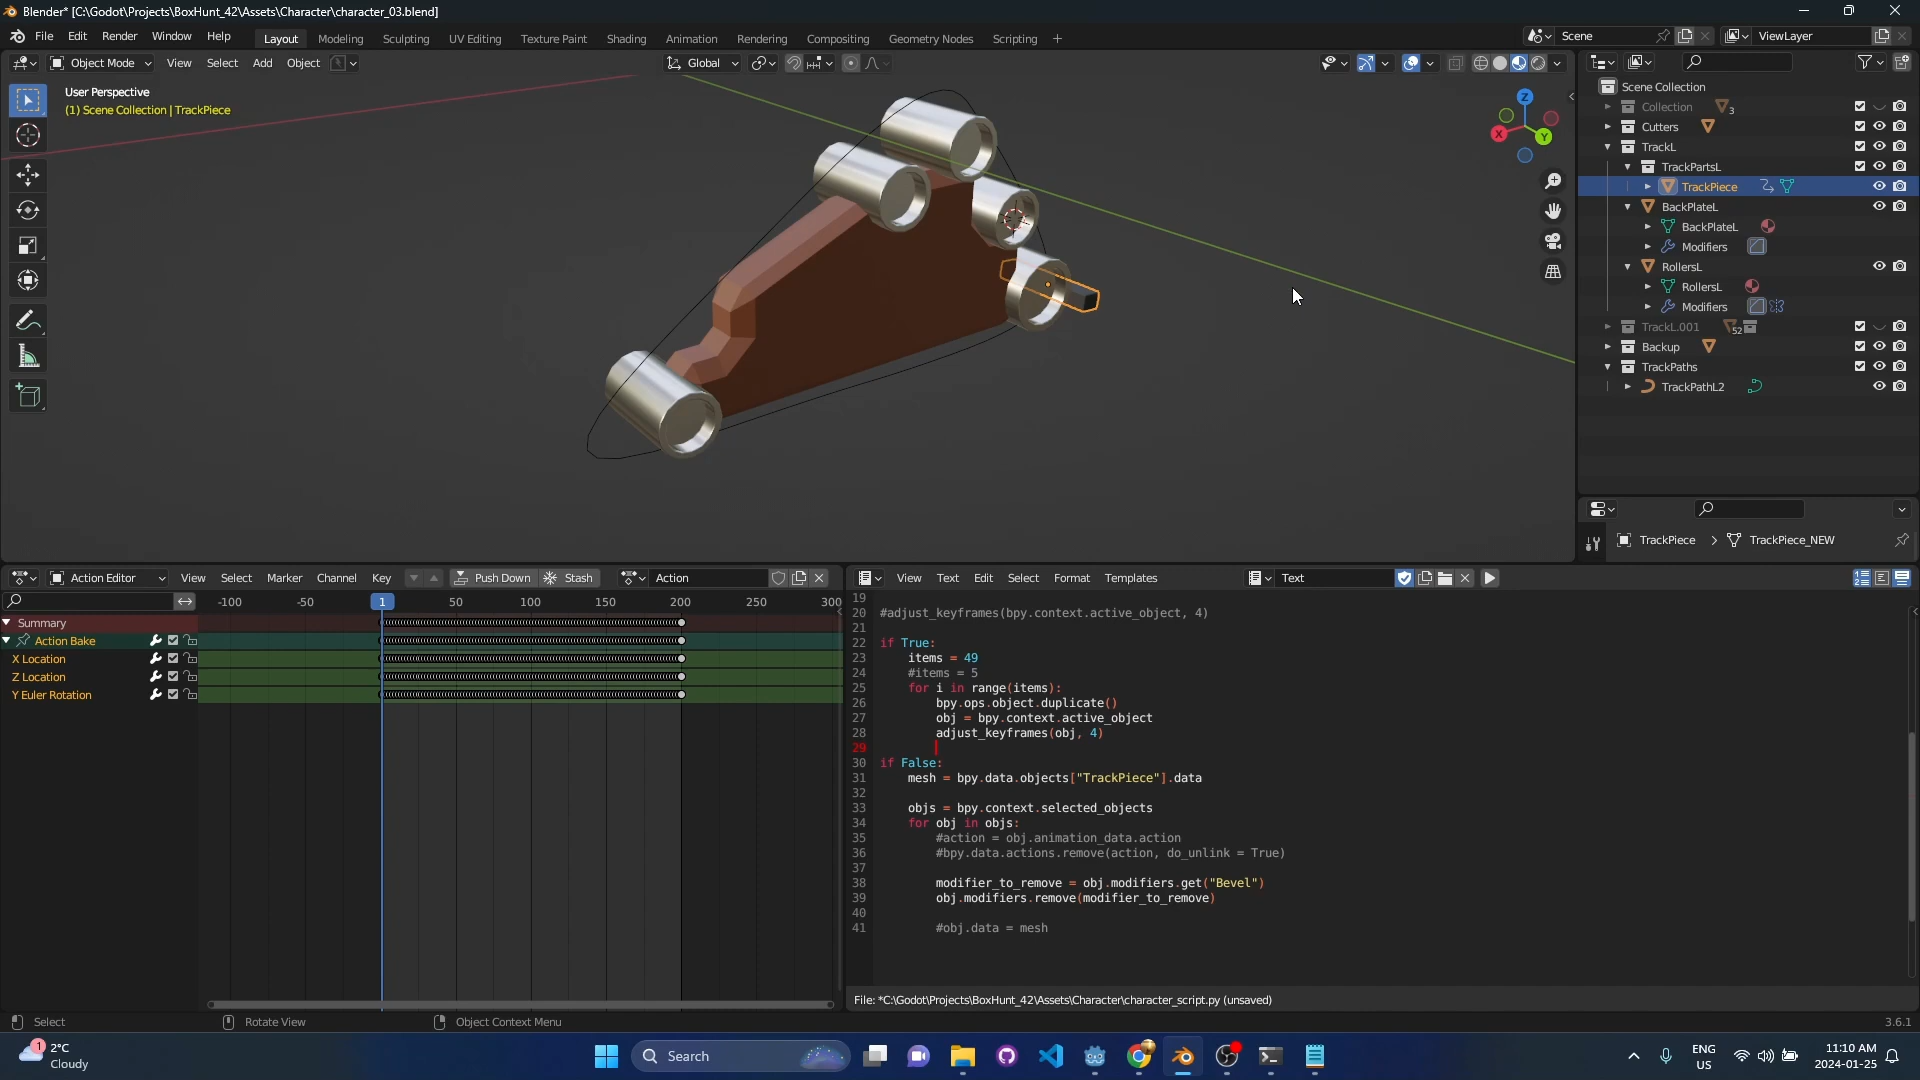 Blender* [C:\Godot\Projects\BoxHunt_42\Assets\Character\character_03.blend]
File Edit Render Window Help Layout Modeling Sculpting UV Editing Texture Paint Shading Animation Rendering Compositing Geometry Nodes Scripting + Scene ViewLayer
Object Mode View Select Add Object Global
User Perspective
(1) Scene Collection | TrackPiece
Z
X
Y
Scene Collection
Collection 3
Cutters
TrackL
TrackPartsL
TrackPiece
BackPlateL
BackPlateL
Modifiers
RollersL
RollersL
Modifiers
TrackL.001 52
Backup
TrackPaths
TrackPathL2
TrackPiece > TrackPiece_NEW
Action Editor View Select Marker Channel Key Push Down Stash Action
-100 -50 1 50 100 150 200 250 300
Summary
Action Bake
X Location
Z Location
Y Euler Rotation
View Text Edit Select Format Templates Text
19
20 #adjust_keyframes(bpy.context.active_object, 4)
21
22 if True:
23 items = 49
24 #items = 5
25 for i in range(items):
26 bpy.ops.object.duplicate()
27 obj = bpy.context.active_object
28 adjust_keyframes(obj, 4)
29
30 if False:
31 mesh = bpy.data.objects["TrackPiece"].data
32
33 objs = bpy.context.selected_objects
34 for obj in objs:
35 #action = obj.animation_data.action
36 #bpy.data.actions.remove(action, do_unlink = True)
37
38 modifier_to_remove = obj.modifiers.get("Bevel")
39 obj.modifiers.remove(modifier_to_remove)
40
41 #obj.data = mesh
File: *C:\Godot\Projects\BoxHunt_42\Assets\Character\character_script.py (unsaved)
Select Rotate View Object Context Menu 3.6.1
1
2°C
Cloudy
Search
ENG
US
11:10 AM
2024-01-25